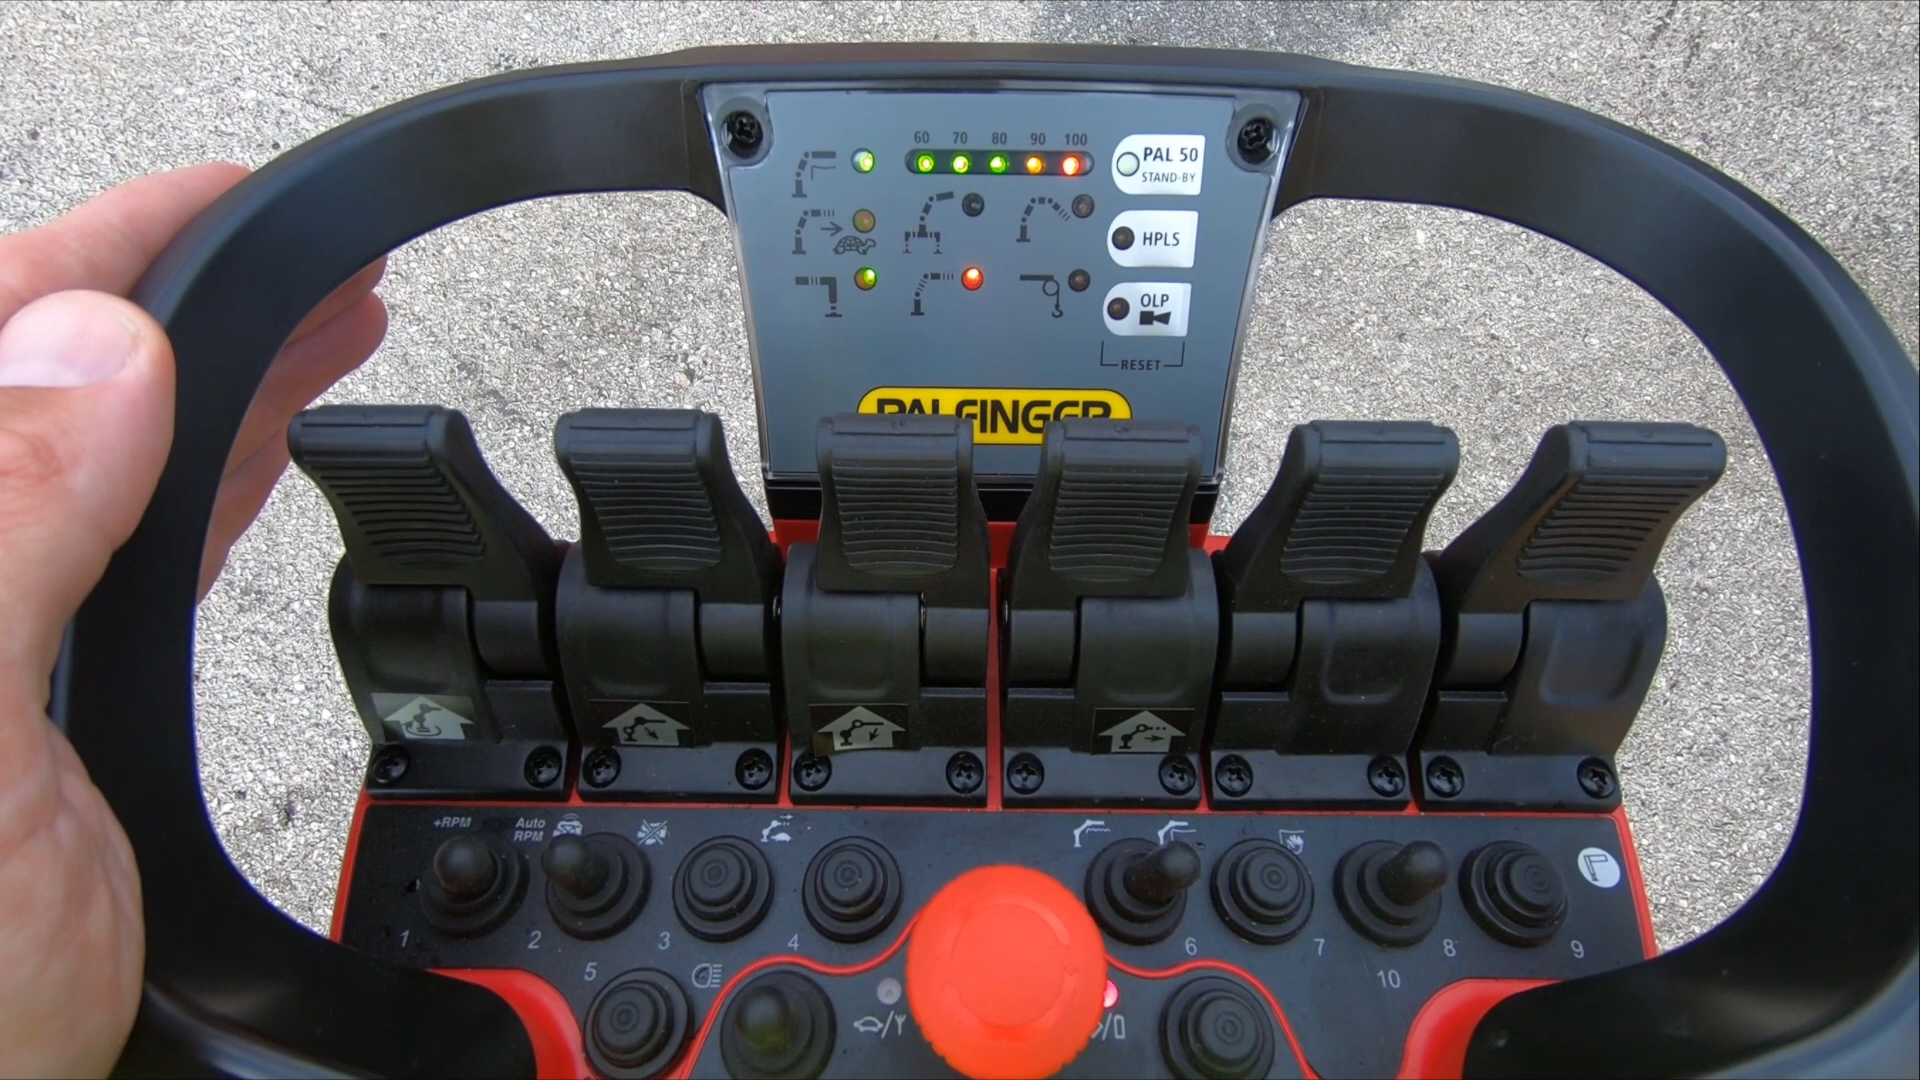 60 70 80 90 100
PAL 50
STAND-BY
HPLS
OLP
RESET
PALFINGER
+RPM
Auto
RPM
1 2 3 4 6 7 8 9
5 10